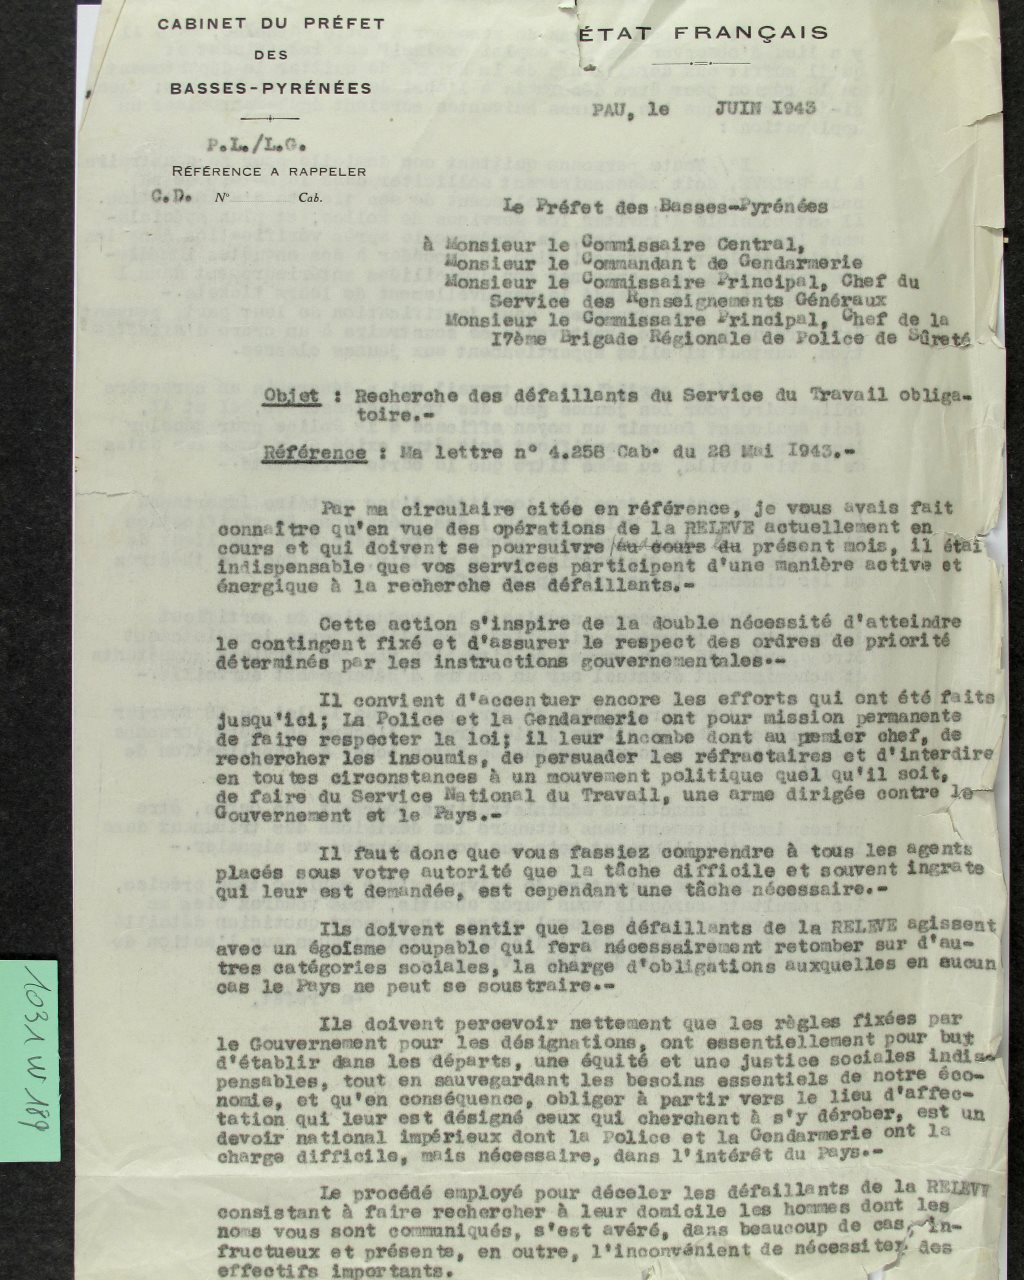 CABINET DU PRÉFET
DES
BASSES-PYRÉNÉES
P.L./L.G.
RÉFÉRENCE A RAPPELER
C.D. N° Cab.
ÉTAT FRANÇAIS
PAU, le JUIN 1943
Le Préfet des Basses-Pyrénées
à Monsieur le Commissaire Central,
Monsieur le Commandant de Gendarmerie
Monsieur le Commissaire Principal, Chef du
Service des Renseignements Généraux
Monsieur le Commissaire Principal, Chef de la
17ème Brigade Régionale de Police de Sûreté
Objet : Recherche des défaillants du Service du Travail obliga-
toire.-
Référence : Ma lettre n° 4.258 Cab. du 28 Mai 1943.-
Par ma circulaire citée en référence, je vous avais fait
connaître qu'en vue des opérations de la RELEVE actuellement en
cours et qui doivent se poursuivre au cours du présent mois, il étai
indispensable que vos services participent d'une manière active et
énergique à la recherche des défaillants.-
Cette action s'inspire de la double nécessité d'atteindre
le contingent fixé et d'assurer le respect des ordres de priorité
déterminés par les instructions gouvernementales.-
Il convient d'accentuer encore les efforts qui ont été faits
jusqu'ici; La Police et la Gendarmerie ont pour mission permanente
de faire respecter la loi; il leur incombe dont au premier chef, de
rechercher les insoumis, de persuader les réfractaires et d'interdire
en toutes circonstances à un mouvement politique quel qu'il soit,
de faire du Service National du Travail, une arme dirigée contre le
Gouvernement et le Pays.-
Il faut donc que vous fassiez comprendre à tous les agents
placés sous votre autorité que la tâche difficile et souvent ingrate
qui leur est demandée, est cependant une tâche nécessaire.-
Ils doivent sentir que les défaillants de la RELEVE agissent
avec un égoïsme coupable qui fera nécessairement retomber sur d'au-
tres catégories sociales, la charge d'obligations auxquelles en aucun
cas le Pays ne peut se soustraire.-
Ils doivent percevoir nettement que les règles fixées par
le Gouvernement pour les désignations, ont essentiellement pour but
d'établir dans les départs, une équité et une justice sociales indis-
pensables, tout en sauvegardant les besoins essentiels de notre éco-
nomie, et qu'en conséquence, obliger à partir vers le lieu d'affec-
tation qui leur est désigné ceux qui cherchent à s'y dérober, est un
devoir national impérieux dont la Police et la Gendarmerie ont la
charge difficile, mais nécessaire, dans l'intérêt du Pays.-
Le procédé employé pour déceler les défaillants de la RELEVE
consistant à faire rechercher à leur domicile les hommes dont les
noms vous sont communiqués, s'est avéré, dans beaucoup de cas, in-
fructueux et présente, en outre, l'inconvénient de nécessiter des
effectifs importants.
1031 W 189